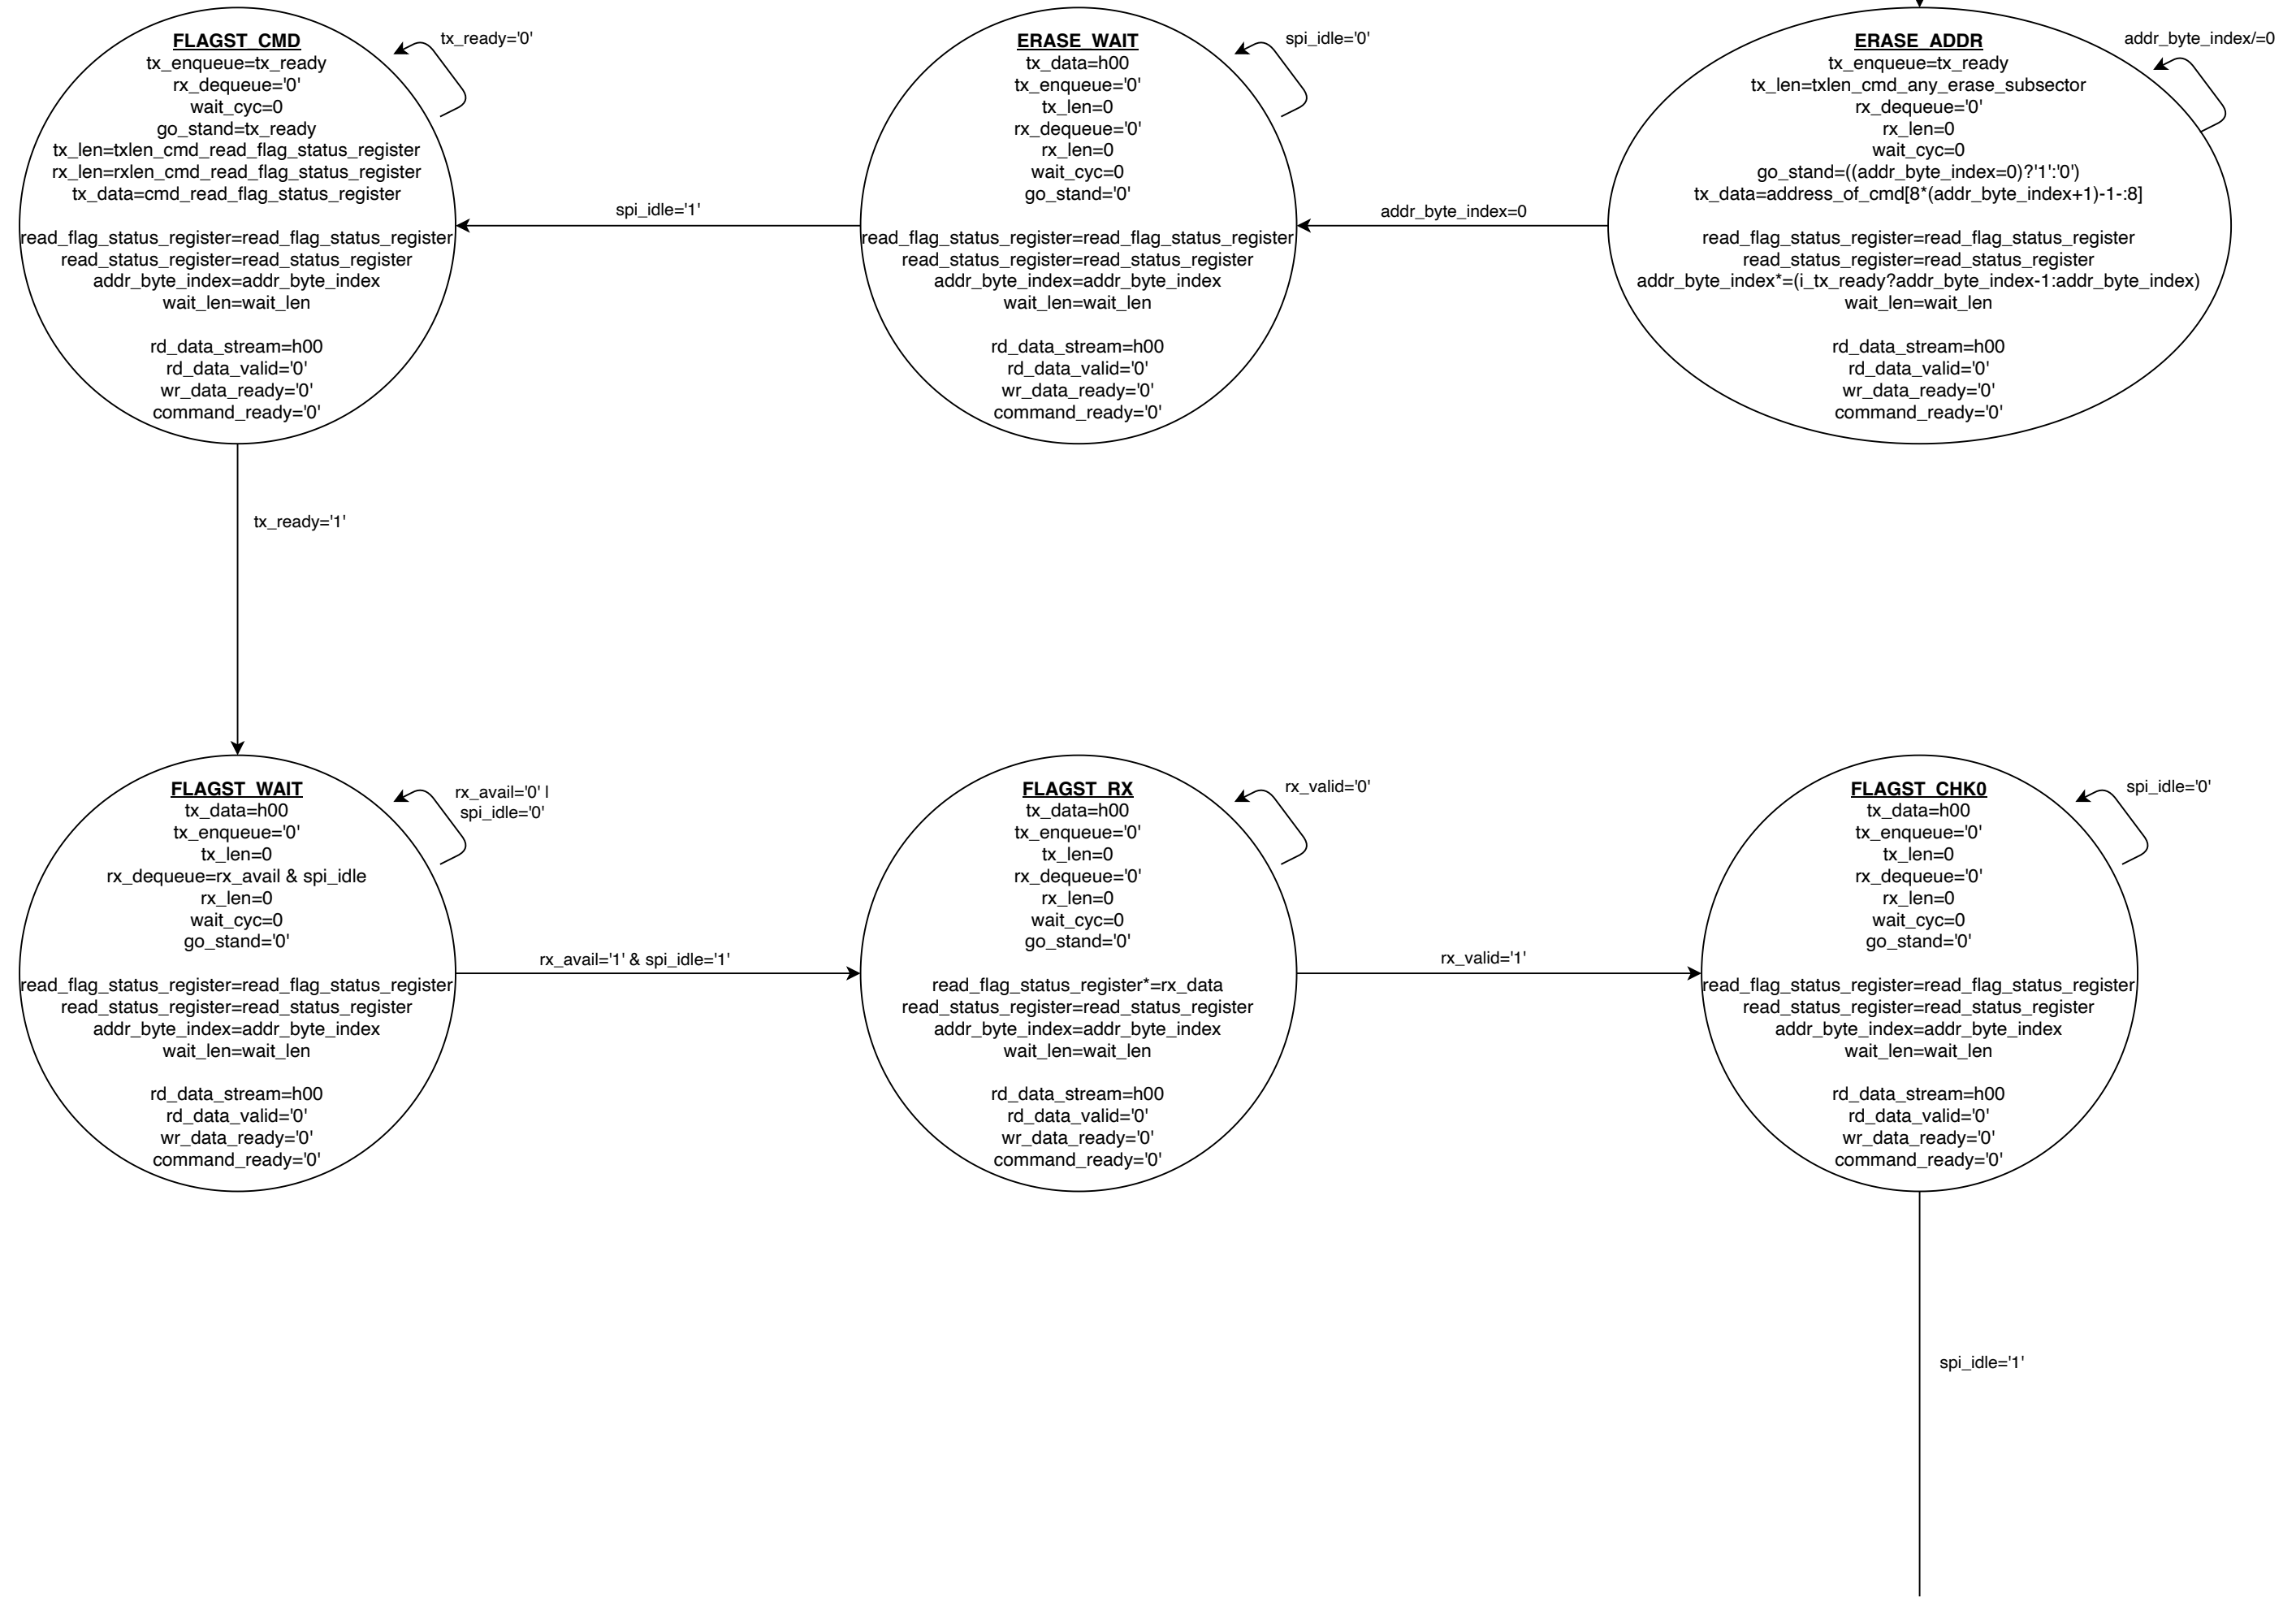 FLAGST_CMD
tx_enqueue=tx_ready
rx_dequeue='0'
wait_cyc=0
go_stand=tx_ready
tx_len=txlen_cmd_read_flag_status_register
rx_len=rxlen_cmd_read_flag_status_register
tx_data=cmd_read_flag_status_register
read_flag_status_register=read_flag_status_register
read_status_register=read_status_register
addr_byte_index=addr_byte_index
wait_len=wait_len
rd_data_stream=h00
rd_data_valid='0'
wr_data_ready='0'
command_ready='0'
tx_ready='0'
spi_idle='1'
ERASE_WAIT
tx_data=h00
tx_enqueue='0'
tx_len=0
rx_dequeue='0'
rx_len=0
wait_cyc=0
go_stand='0'
read_flag_status_register=read_flag_status_register
read_status_register=read_status_register
addr_byte_index=addr_byte_index
wait_len=wait_len
rd_data_stream=h00
rd_data_valid='0'
wr_data_ready='0'
command_ready='0'
spi_idle='0'
addr_byte_index=0
ERASE_ADDR
tx_enqueue=tx_ready
tx_len=txlen_cmd_any_erase_subsector
rx_dequeue='0'
rx_len=0
wait_cyc=0
go_stand=((addr_byte_index=0)?'1':'0')
tx_data=address_of_cmd[8*(addr_byte_index+1)-1-:8]
read_flag_status_register=read_flag_status_register
read_status_register=read_status_register
addr_byte_index*=(i_tx_ready?addr_byte_index-1:addr_byte_index)
wait_len=wait_len
rd_data_stream=h00
rd_data_valid='0'
wr_data_ready='0'
command_ready='0'
addr_byte_index/=0
tx_ready='1'
FLAGST_WAIT
tx_data=h00
tx_enqueue='0'
tx_len=0
rx_dequeue=rx_avail & spi_idle
rx_len=0
wait_cyc=0
go_stand='0'
read_flag_status_register=read_flag_status_register
read_status_register=read_status_register
addr_byte_index=addr_byte_index
wait_len=wait_len
rd_data_stream=h00
rd_data_valid='0'
wr_data_ready='0'
command_ready='0'
rx_avail='0' |
spi_idle='0'
rx_avail='1' & spi_idle='1'
FLAGST_RX
tx_data=h00
tx_enqueue='0'
tx_len=0
rx_dequeue='0'
rx_len=0
wait_cyc=0
go_stand='0'
read_flag_status_register*=rx_data
read_status_register=read_status_register
addr_byte_index=addr_byte_index
wait_len=wait_len
rd_data_stream=h00
rd_data_valid='0'
wr_data_ready='0'
command_ready='0'
rx_valid='0'
rx_valid='1'
FLAGST_CHK0
tx_data=h00
tx_enqueue='0'
tx_len=0
rx_dequeue='0'
rx_len=0
wait_cyc=0
go_stand='0'
read_flag_status_register=read_flag_status_register
read_status_register=read_status_register
addr_byte_index=addr_byte_index
wait_len=wait_len
rd_data_stream=h00
rd_data_valid='0'
wr_data_ready='0'
command_ready='0'
spi_idle='0'
spi_idle='1'